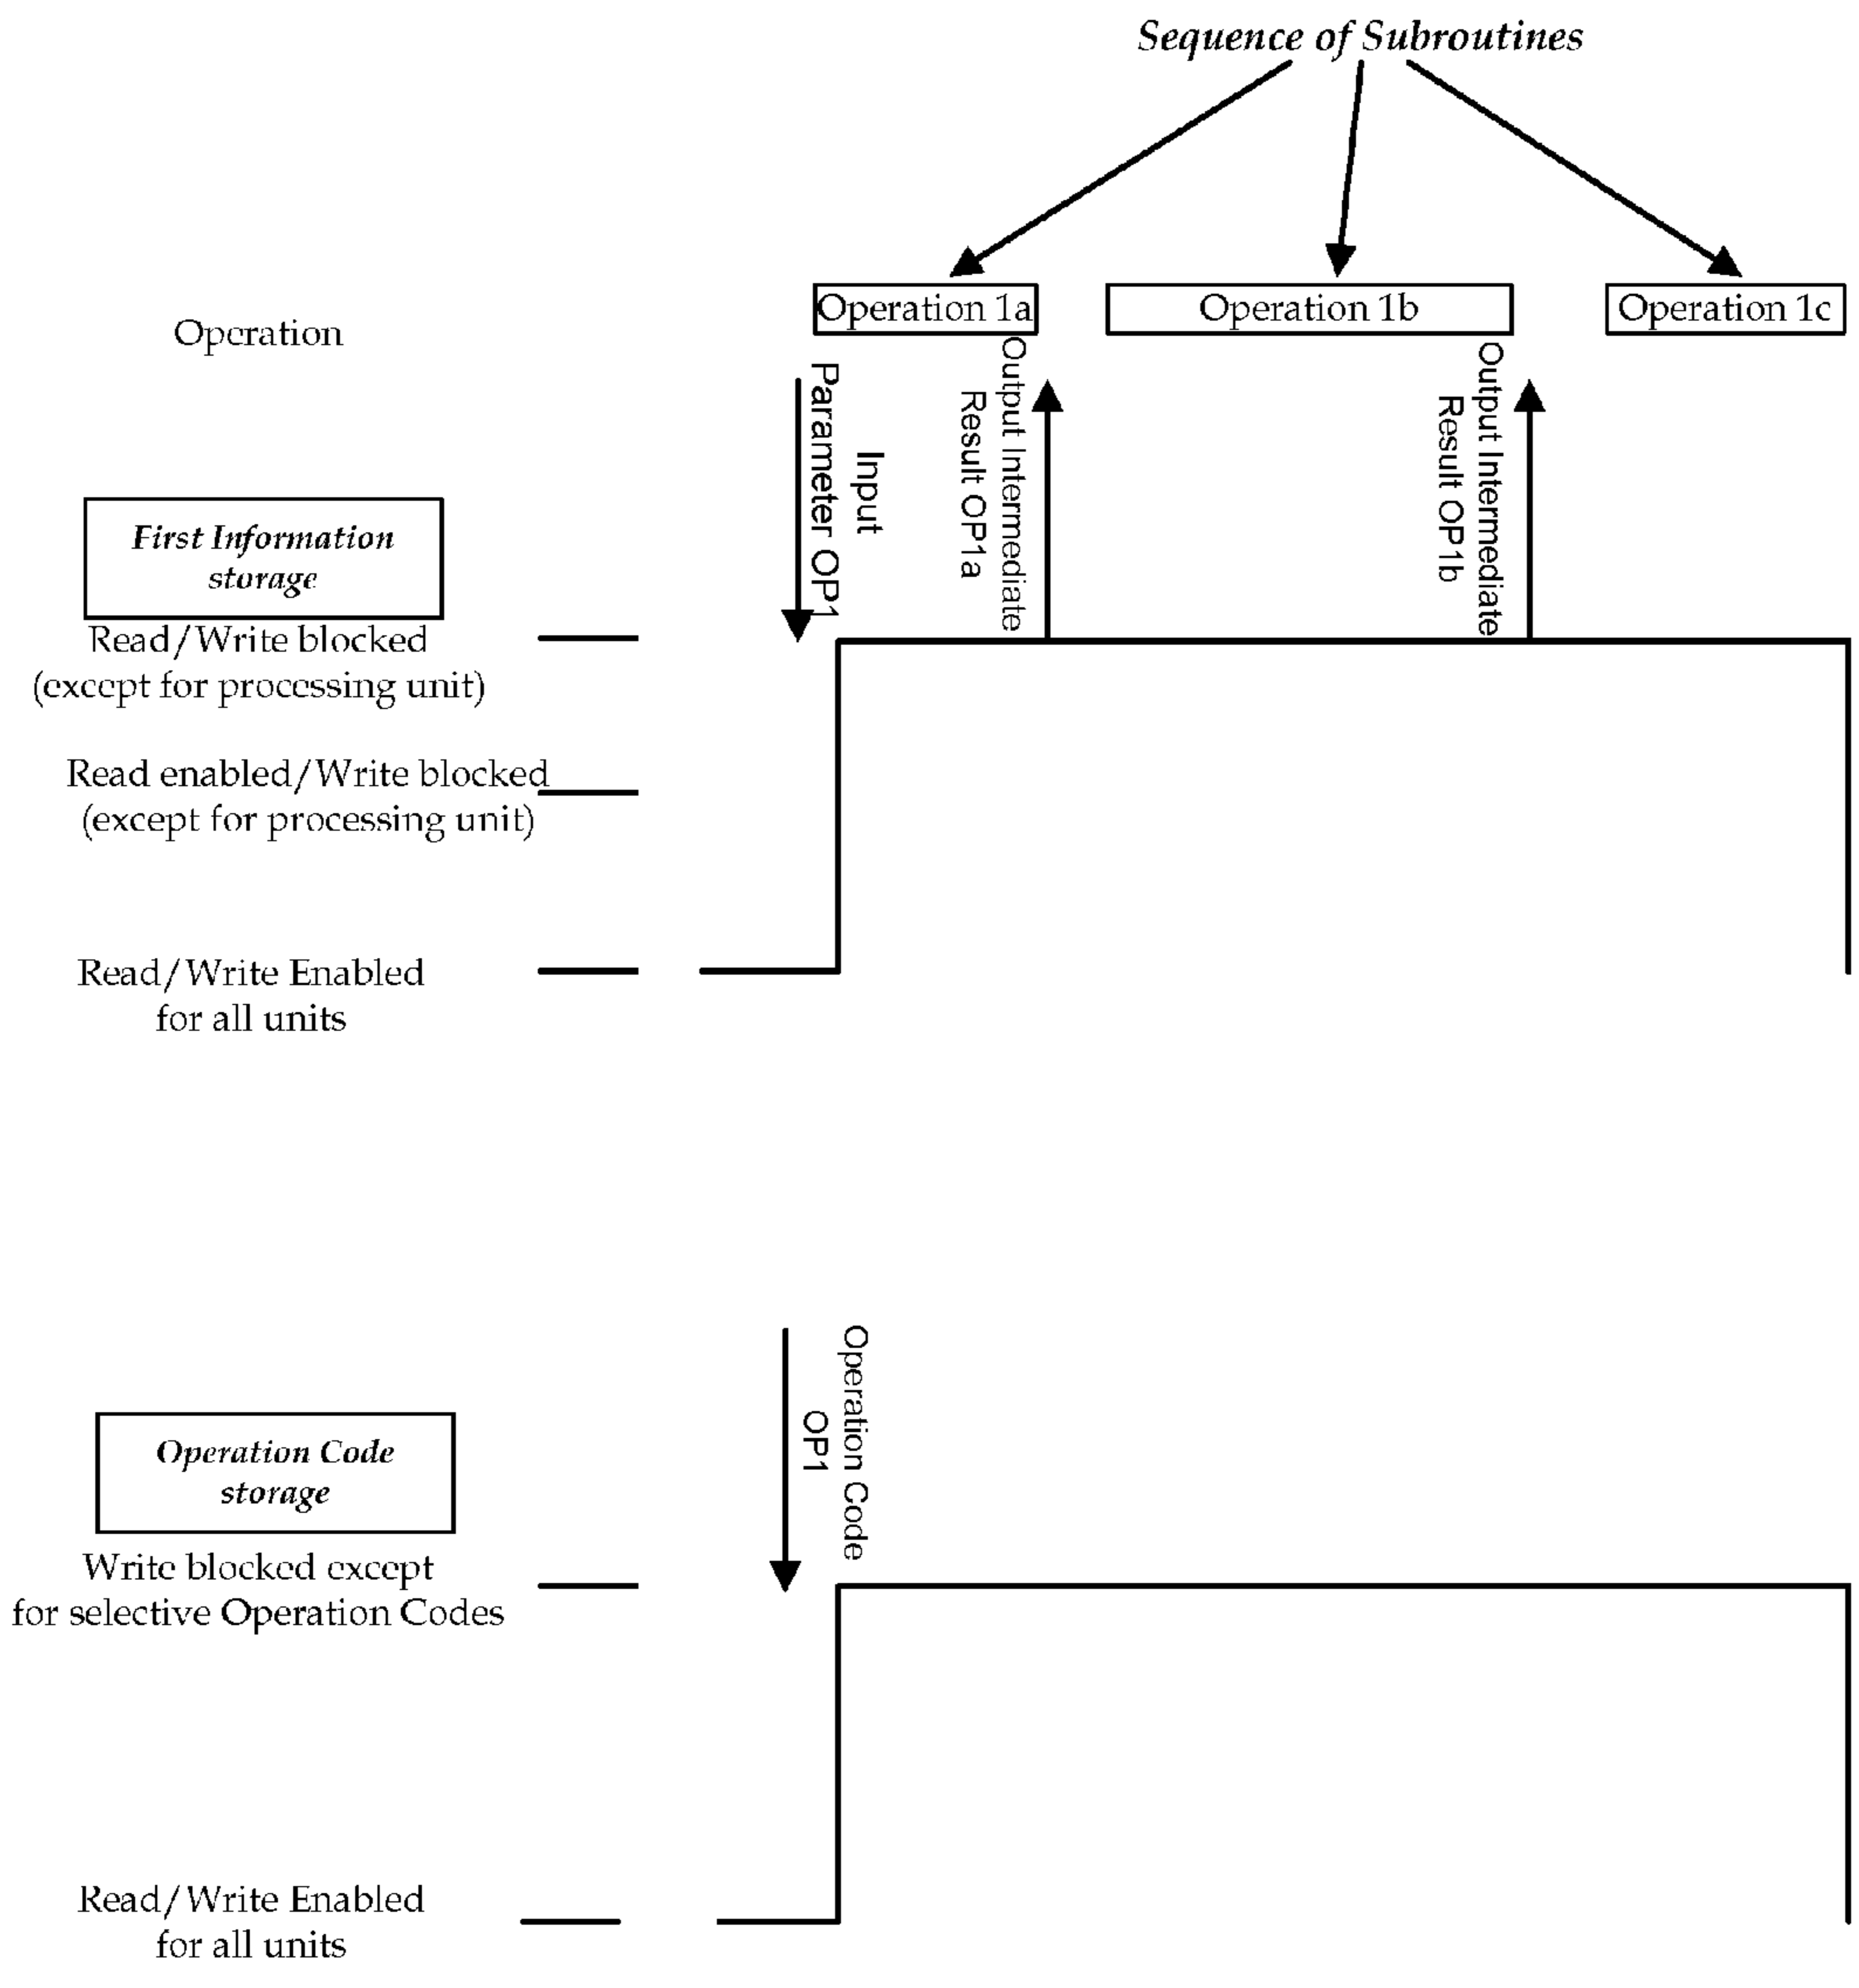 Sequence of Subroutines
Operation 1a
Operation 1b
Operation 1c
Operation
Input
Parameter OP1
Output Intermediate
Result OP1a
Output Intermediate
Result OP1b
First Information
storage
Read/Write blocked
(except for processing unit)
Read enabled/Write blocked
(except for processing unit)
Read/Write Enabled
for all units
Operation Code
OP1
Operation Code
storage
Write blocked except
for selective Operation Codes
Read/Write Enabled
for all units